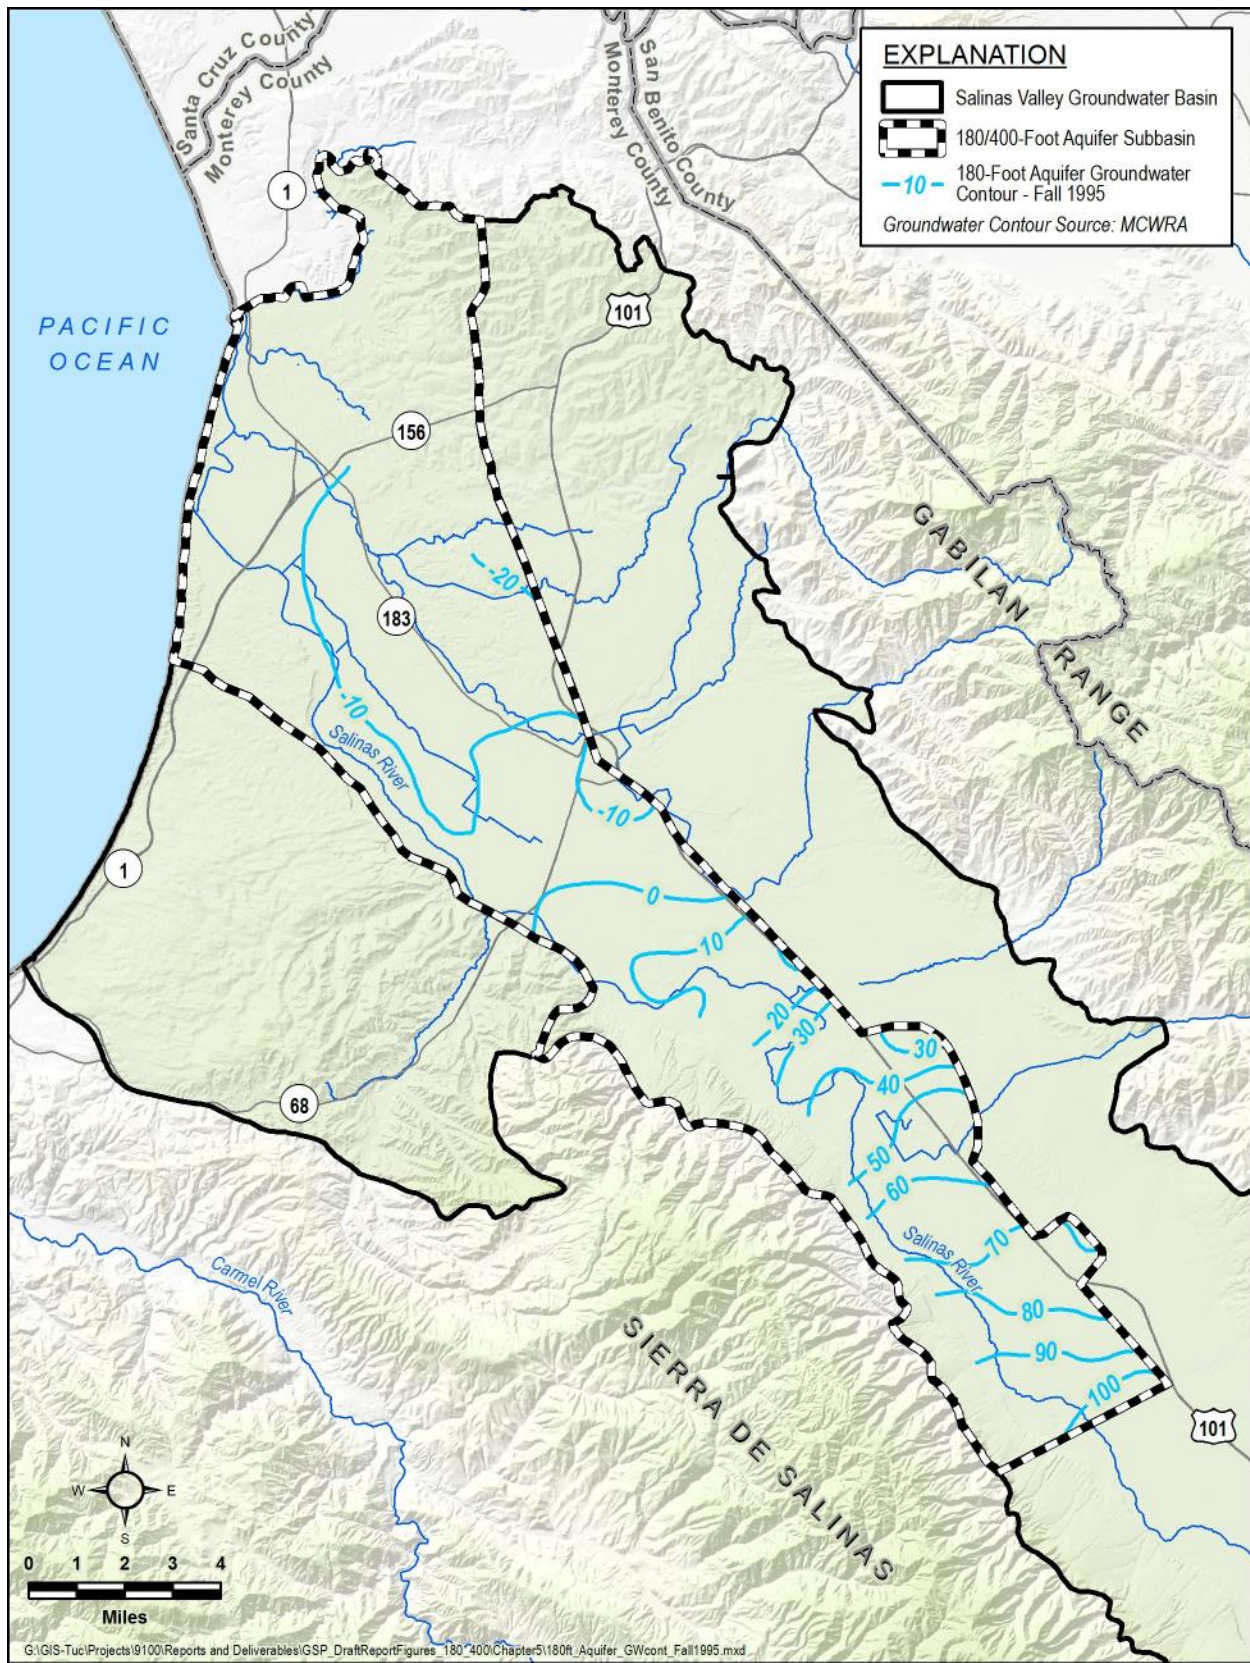 EXPLANATION
Salinas Valley Groundwater Basin
180/400-Foot Aquifer Subbasin
10
180-Foot Aquifer Groundwater
Contour - Fall 1995
Groundwater Contour Source: MCWRA
Santa Cruz County
Monterey County
San Benito County
Monterey County
1
101
PACIFIC
OCEAN
156
GABILAN
RANGE
-20
183
-10
Salinas River
-10
1
0
10
20
30
30
40
68
50
60
70
Salinas River
Carmel River
80
90
100
SIERRA DE SALINAS
101
N
W
E
S
0 1 2 3 4
Miles
G:\GIS-Tuc\Projects\9100\Reports and Deliverables\GSP_DraftReportFigures_180_400\Chapter5\180ft_Aquifer_GWcont_Fall1995.mxd